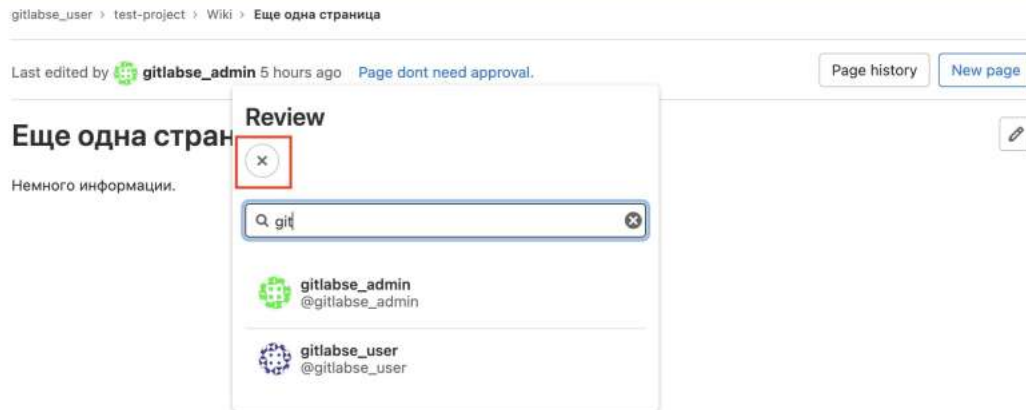 gitlabse_user > test-project > Wiki > Еще одна страница
Last edited by gitlabse_admin 5 hours ago Page dont need approval.
Page history
New page
Review
Еще одна стран
Немного информации.
git
gitlabse_admin
@gitlabse_admin
gitlabse_user
@gitlabse_user